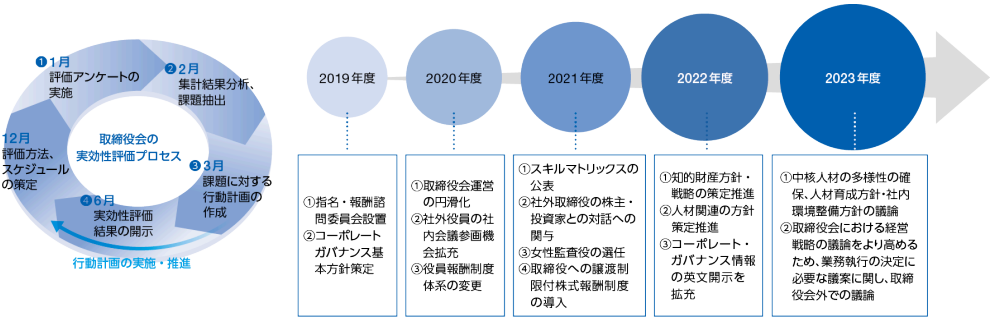 ❶1月
評価アンケートの
実施
❷2月
集計結果分析、
課題抽出
❸3月
課題に対する
行動計画の
作成
❹6月
実効性評価
結果の開示
12月
評価方法、
スケジュール
の策定
取締役会の
実効性評価プロセス
行動計画の実施・推進
2019年度
①指名・報酬諮
問委員会設置
②コーポレート
ガバナンス基
本方針策定
2020年度
①取締役会運営
の円滑化
②社外役員の社
内会議参画機
会拡充
③役員報酬制度
体系の変更
2021年度
①スキルマトリックスの
公表
②社外取締役の株主・
投資家との対話への
関与
③女性監査役の選任
④取締役への譲渡制
限付株式報酬制度
の導入
2022年度
①知的財産方針・
戦略の策定推進
②人材関連の方針
策定推進
③コーポレート・
ガバナンス情報
の英文開示を
拡充
2023年度
①中核人材の多様性の確
保、人材育成方針・社内
環境整備方針の議論
②取締役会における経営
戦略の議論をより高める
ため、業務執行の決定に
必要な議案に関し、取締
役会外での議論